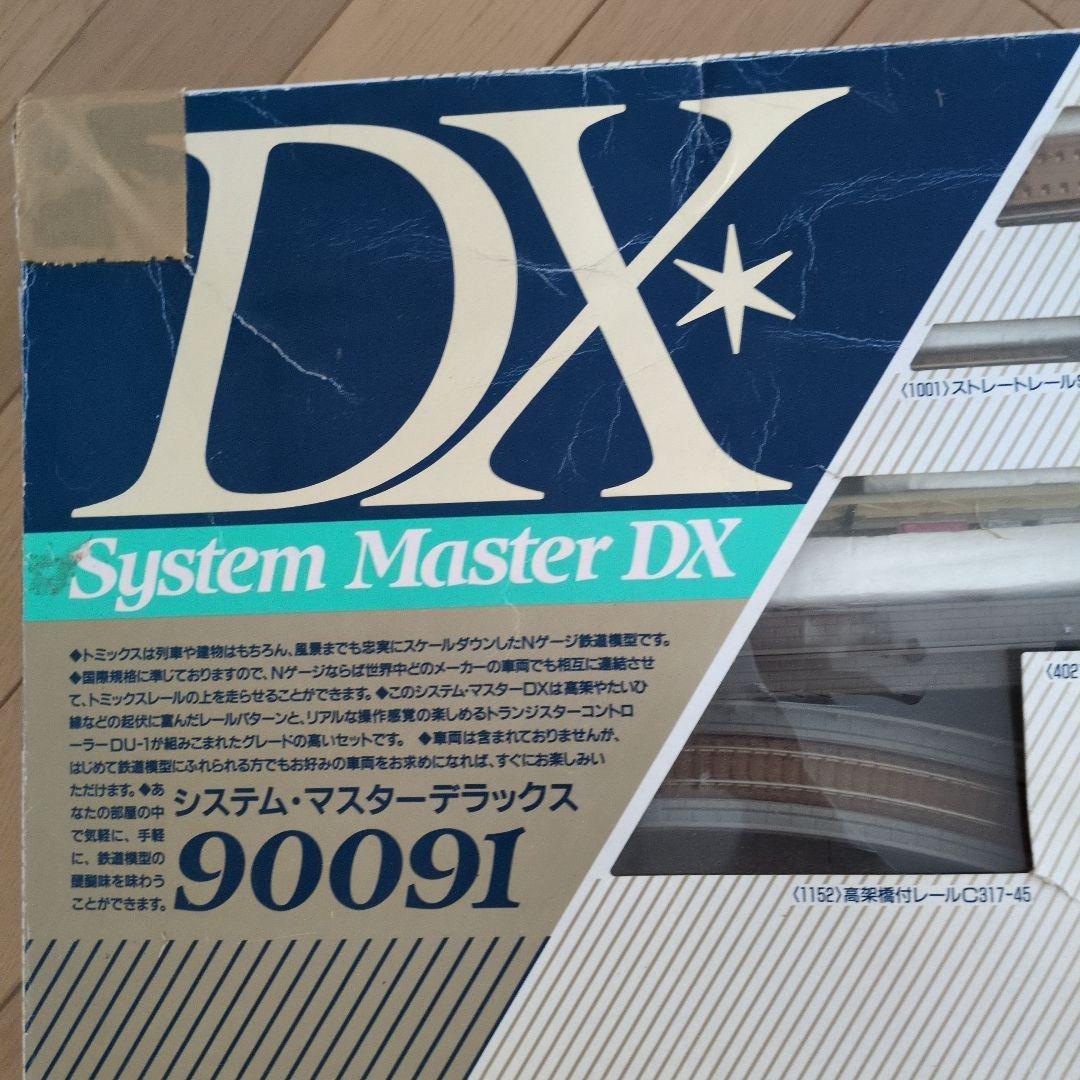 DX
〈1001〉ストレートレールS
System Master DX
◆トミックスは列車や建物はもちろん、風景までも忠実にスケールダウンしたNゲージ鉄道模型です。
◆国際規格に準じておりますので、Nゲージならば世界中どのメーカーの車両でも相互に連結させ
て、トミックスレールの上を走らせることができます。◆このシステム・マスターDXは高架やたいひ
線などの起伏に富んだレールパターンと、リアルな操作感覚の楽しめるトランジスターコントロ
ーラーDU-1が組みこまれたグレードの高いセットです。 ◆車両は含まれておりませんが、
はじめて鉄道模型にふれられる方でもお好みの車両をお求めになれば、すぐにお楽しみい
ただけます。◆あ
なたの部屋の中
で気軽に、手軽
に、鉄道模型の
醍醐味を味わう
ことができます。
システム・マスターデラックス
90091
〈402
〈1152〉高架橋付レールC317-45